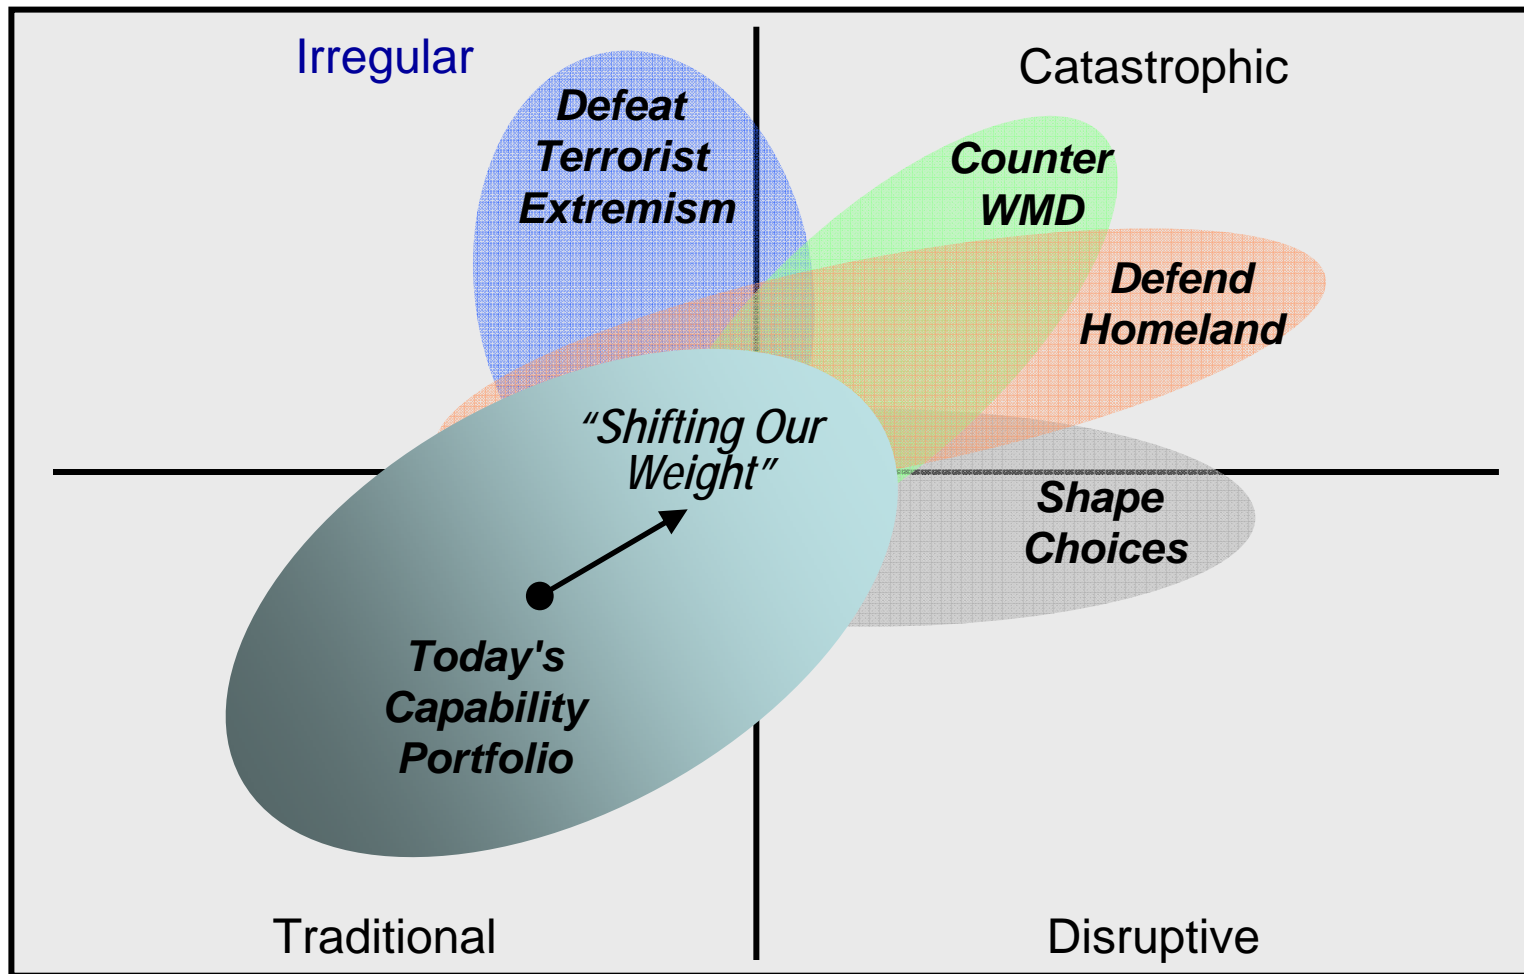 Irregular
Catastrophic
Defeat
Terrorist
Extremism
Counter
WMD
Defend
Homeland
“Shifting Our
Weight”
Shape
Choices
Today's
Capability
Portfolio
Traditional
Disruptive